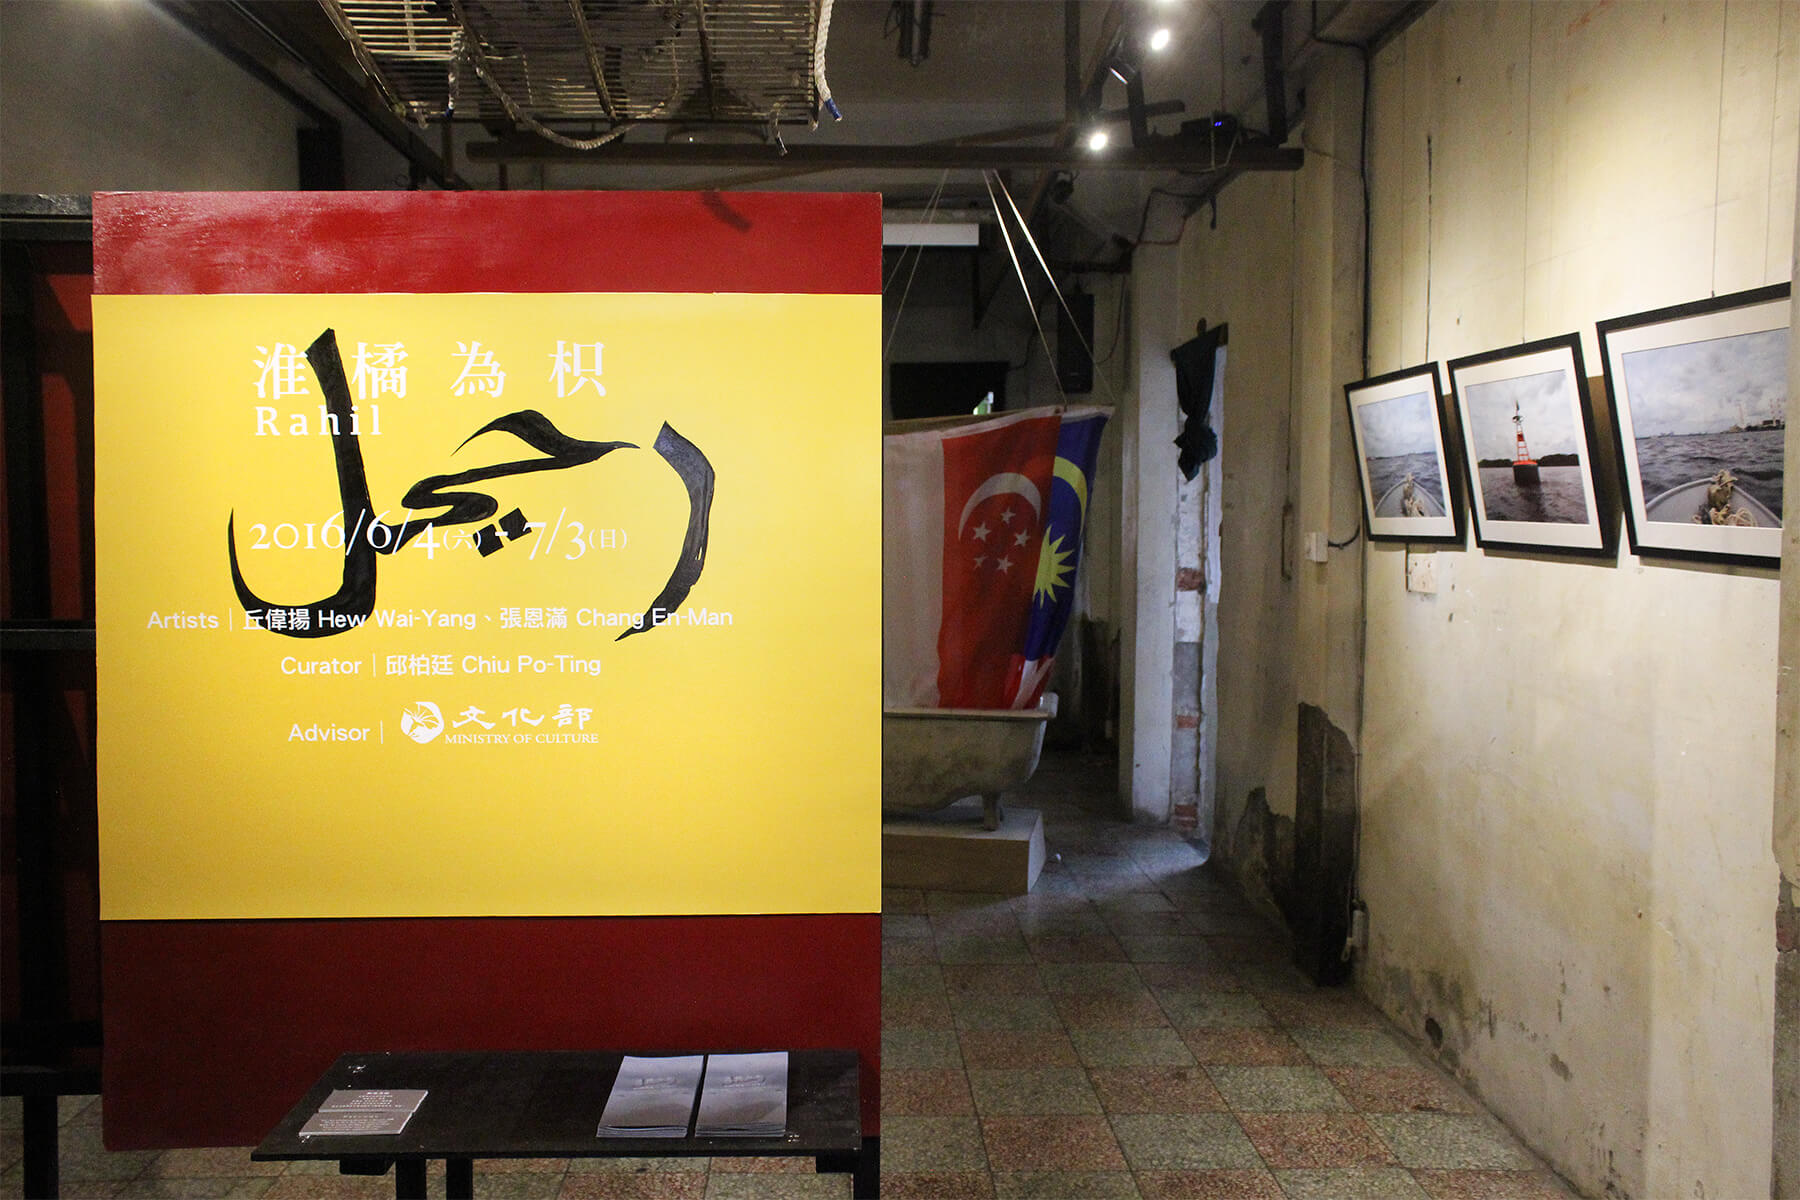 淮橘為枳
Rahil
رحيل
2016/6/4(六) - 7/3(日)
Artists｜丘偉揚 Hew Wai-Yang、張恩滿 Chang En-Man
Curator｜邱柏廷 Chiu Po-Ting
Advisor｜文化部
MINISTRY OF CULTURE